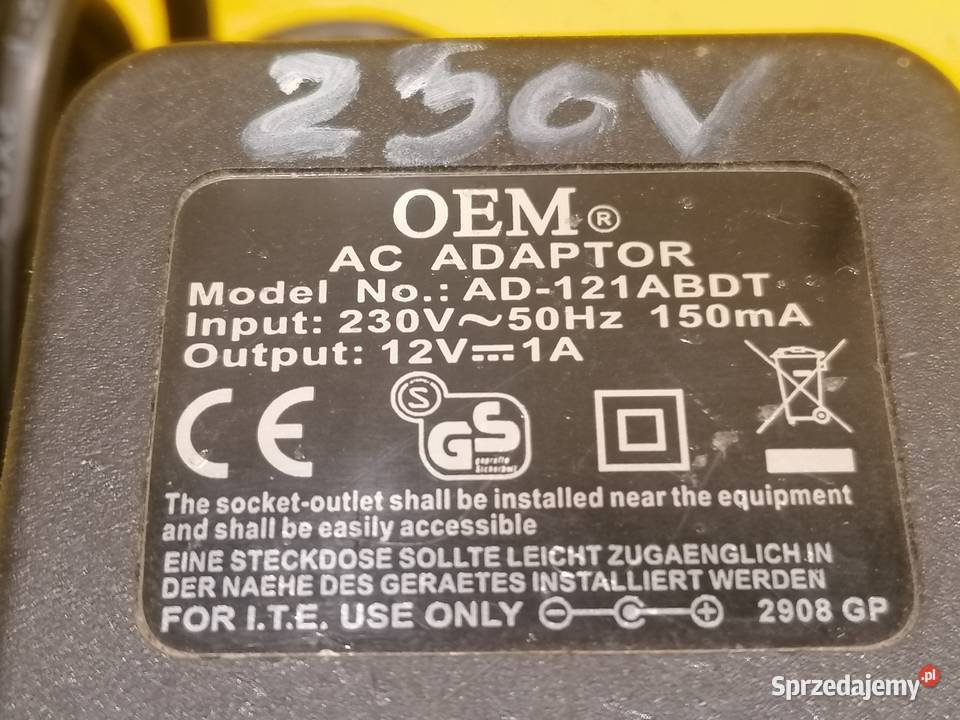 230V
OEM®
AC ADAPTOR
Model No.: AD-121ABDT
Input: 230V~50Hz 150mA
Output: 12V⎓1A
CE
S
GS
geprüfte
Sicherheit
The socket-outlet shall be installed near the equipment
and shall be easily accessible
EINE STECKDOSE SOLLTE LEICHT ZUGAENGLICH IN
DER NAEHE DES GERAETES INSTALLIERT WERDEN
FOR I.T.E. USE ONLY 2908 GP
Sprzedajemy.pl